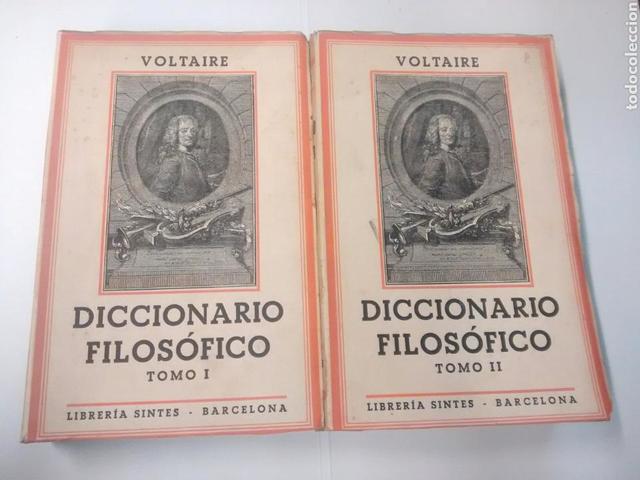 VOLTAIRE
DICCIONARIO
FILOSÓFICO
TOMO I
LIBRERÍA SINTES - BARCELONA
VOLTAIRE
DICCIONARIO
FILOSÓFICO
TOMO II
LIBRERÍA SINTES - BARCELONA
todocoleccion